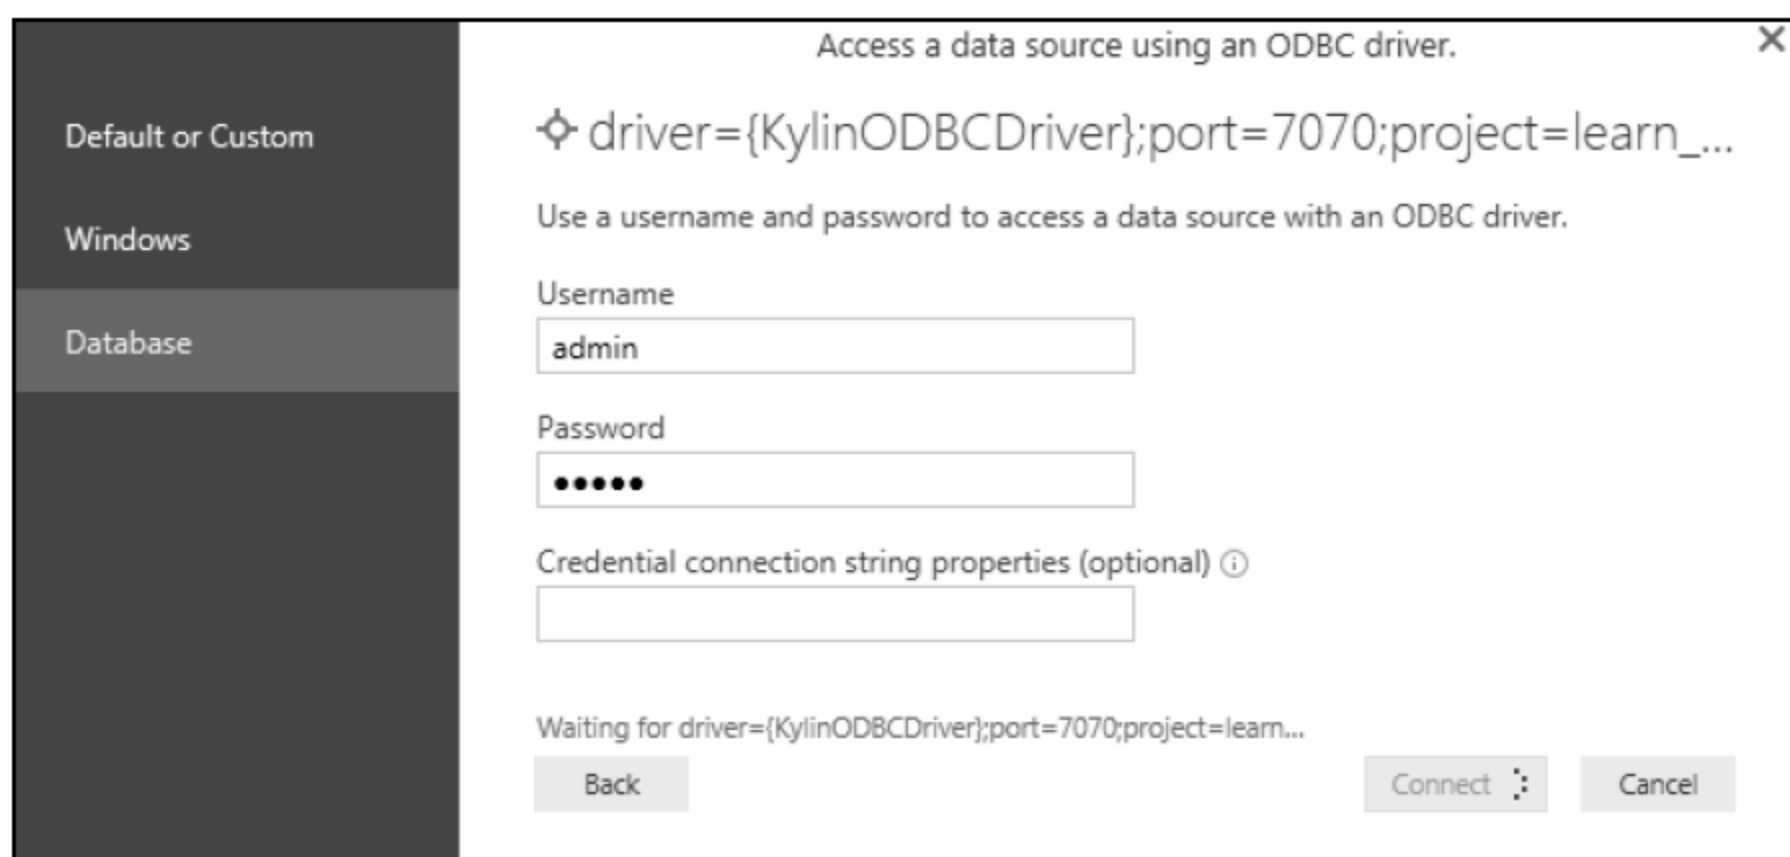 Access a data source using an ODBC driver.
Default or Custom
Windows
Database
driver={KylinODBCDriver};port=7070;project=learn_...
Use a username and password to access a data source with an ODBC driver.
Username
admin
Password
•••••
Credential connection string properties (optional)
Waiting for driver={KylinODBCDriver};port=7070;project=learn...
Back
Connect
Cancel